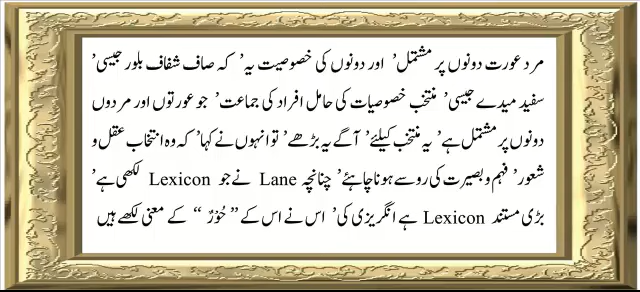 مرد عورت دونوں پر مشتمل’ اور دونوں کی خصوصیت یہ’ کہ صاف شفاف بلور جیسی’
سفید میدے جیسی’ منتخب خصوصیات کی حامل افراد کی جماعت’ جو عورتوں اور مردوں
دونوں پر مشتمل ہے’ یہ منتخب کیلئے’ آگے یہ بڑھے’ تو انہوں نے کہا’ کہ وہ انتخاب عقل و
شعور’ فہم و بصیرت کی رو سے ہونا چاہئے’ چنانچہ Lane نے جو Lexicon لکھی ہے’
بڑی مستند Lexicon ہے انگریزی کی’ اس نے اس کے ”حُوْرٌ “ کے معنی لکھے ہیں